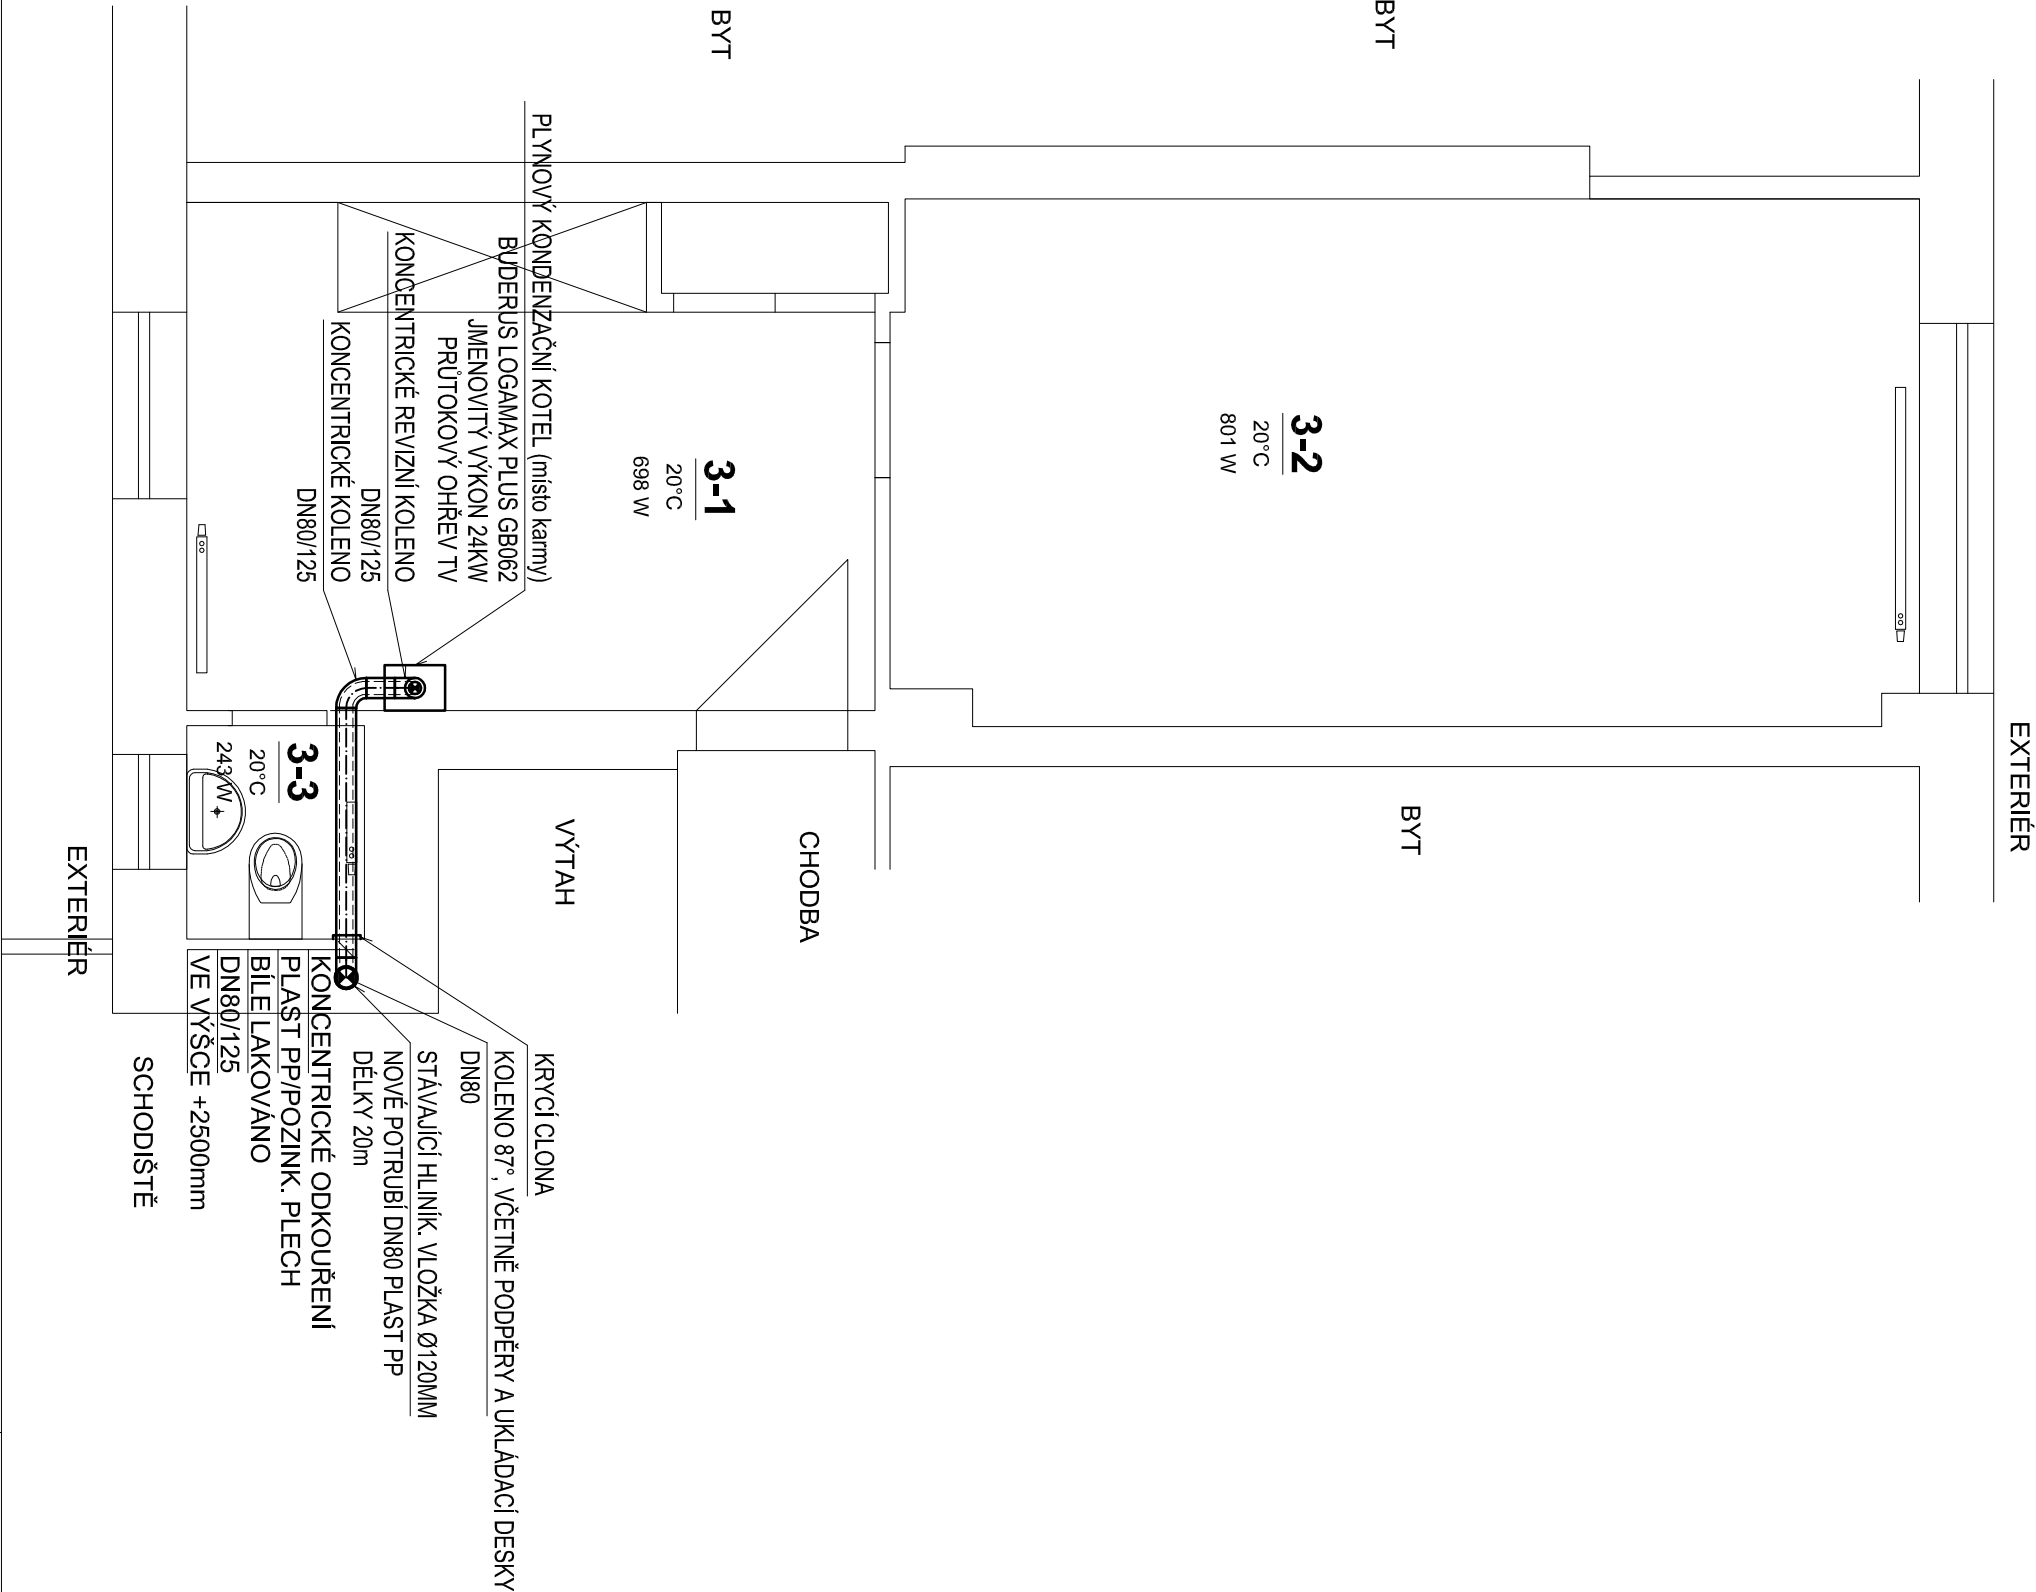 EXTERIÉR
BYT
BYT
BYT
3-2
20°C
801 W
CHODBA
3-1
20°C
698 W
VÝTAH
PLYNOVÝ KONDENZAČNÍ KOTEL (místo karmy)
BUDERUS LOGAMAX PLUS GB062
JMENOVITÝ VÝKON 24KW
PRŮTOKOVÝ OHŘEV TV
KONCENTRICKÉ REVIZNÍ KOLENO
DN80/125
KONCENTRICKÉ KOLENO
DN80/125
KRYCÍ CLONA
KOLENO 87°, VČETNĚ PODPĚRY A UKLÁDACÍ DESKY
DN80
STÁVAJÍCÍ HLINÍK. VLOŽKA Ø120MM
NOVÉ POTRUBÍ DN80 PLAST PP
DÉLKY 20m
3-3
20°C
243 W
KONCENTRICKÉ ODKOUŘENÍ
PLAST PP/POZINK. PLECH
BÍLE LAKOVÁNO
DN80/125
VE VÝŠCE +2500mm
SCHODIŠTĚ
EXTERIÉR